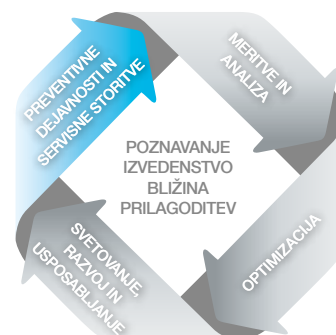 PREVENTIVNE
DEJAVNOSTI IN
SERVISNE STORITVE
MERITVE IN
ANALIZA
POZNAVANJE
IZVEDENSTVO
BLIŽINA
PRILAGODITEV
OPTIMIZACIJA
SVETOVANJE,
RAZVOJ IN
USPOSABLJANJE